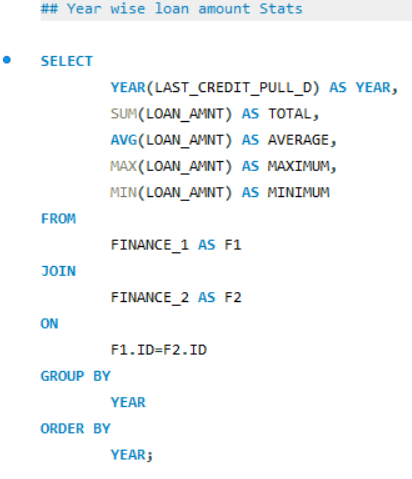 ## Year wise loan amount Stats
SELECT
YEAR(LAST_CREDIT_PULL_D) AS YEAR,
SUM(LOAN_AMNT) AS TOTAL,
AVG(LOAN_AMNT) AS AVERAGE,
MAX(LOAN_AMNT) AS MAXIMUM,
MIN(LOAN_AMNT) AS MINIMUM
FROM
FINANCE_1 AS F1
JOIN
FINANCE_2 AS F2
ON
F1.ID=F2.ID
GROUP BY
YEAR
ORDER BY
YEAR;